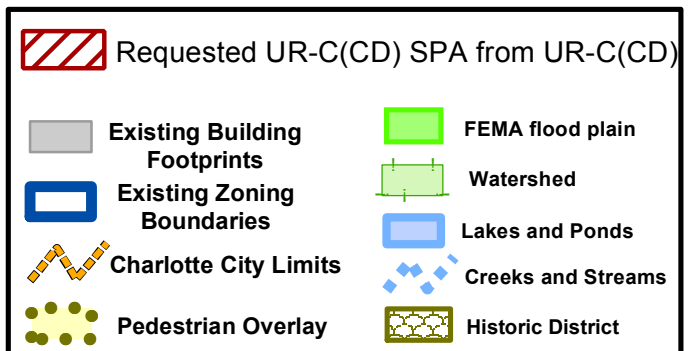 Requested UR-C(CD) SPA from UR-C(CD)
Existing Building
Footprints
Existing Zoning
Boundaries
Charlotte City Limits
Pedestrian Overlay
FEMA flood plain
Watershed
Lakes and Ponds
Creeks and Streams
Historic District